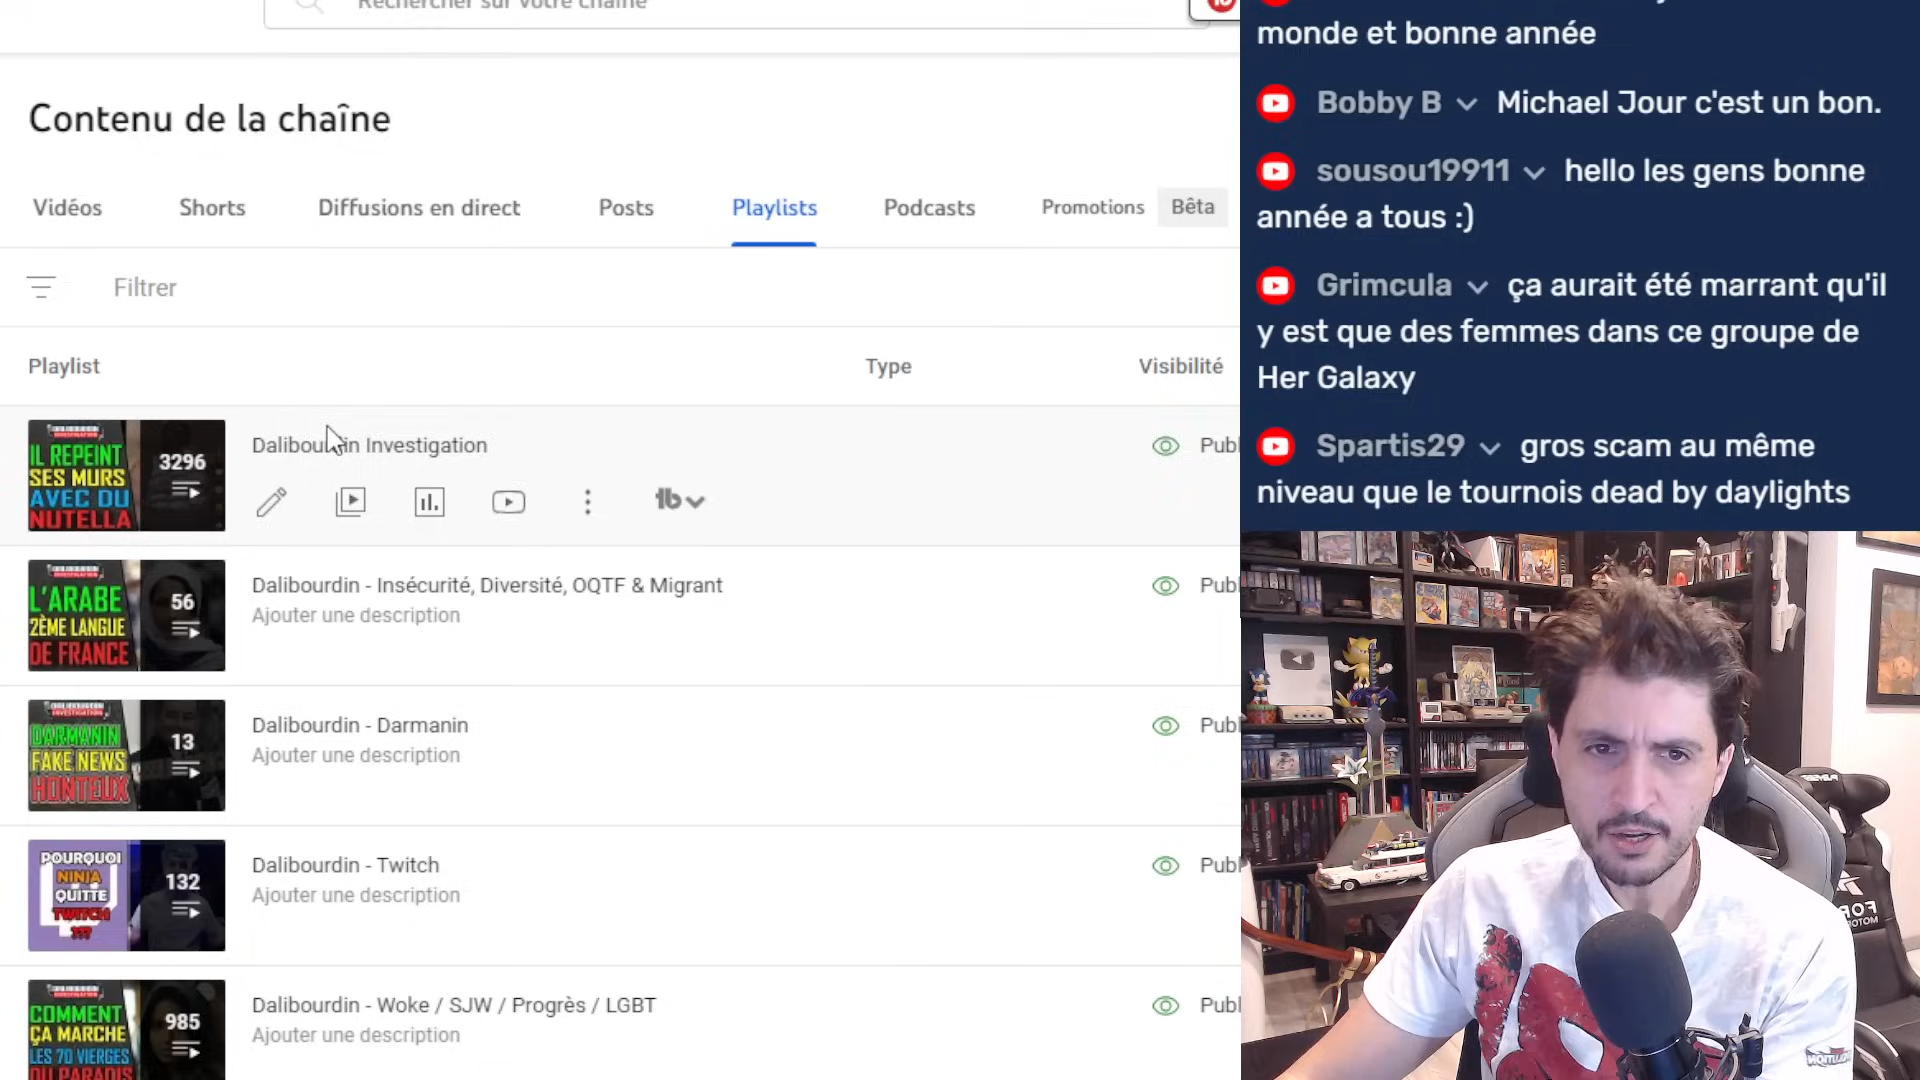 Rechercher sur votre chaîne
Contenu de la chaîne
Vidéos Shorts Diffusions en direct Posts Playlists Podcasts Promotions Bêta
Filtrer
Playlist Type Visibilité
IL REPEINT
SES MURS
AVEC DU
NUTELLA
3296
Dalibourdin Investigation
Publ
L'ARABE
2ÈME LANGUE
DE FRANCE
56
Dalibourdin - Insécurité, Diversité, OQTF & Migrant
Ajouter une description
Publ
DARMANIN
FAKE NEWS
HONTEUX
13
Dalibourdin - Darmanin
Ajouter une description
Publ
POURQUOI
NINJA
QUITTE
TWITCH
???
132
Dalibourdin - Twitch
Ajouter une description
Publ
COMMENT
ÇA MARCHE
LES 70 VIERGES
DU PARADIS
985
Dalibourdin - Woke / SJW / Progrès / LGBT
Ajouter une description
Publ
monde et bonne année
Bobby B Michael Jour c'est un bon.
sousou19911 hello les gens bonne
année a tous :)
Grimcula ça aurait été marrant qu'il
y est que des femmes dans ce groupe de
Her Galaxy
Spartis29 gros scam au même
niveau que le tournois dead by daylights